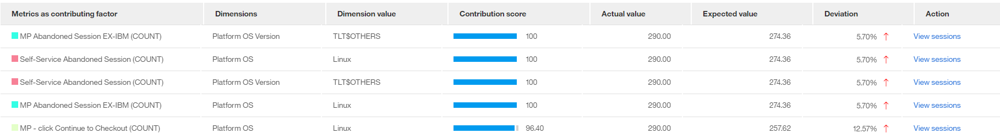 Metrics as contributing factor Dimensions Dimension value Contribution score Actual value Expected value Deviation Action
MP Abandoned Session EX-IBM (COUNT) Platform OS Version TLT$OTHERS 100 290.00 274.36 5.70% ↑ View sessions
Self-Service Abandoned Session (COUNT) Platform OS Linux 100 290.00 274.36 5.70% ↑ View sessions
Self-Service Abandoned Session (COUNT) Platform OS Version TLT$OTHERS 100 290.00 274.36 5.70% ↑ View sessions
MP Abandoned Session EX-IBM (COUNT) Platform OS Linux 100 290.00 274.36 5.70% ↑ View sessions
MP - click Continue to Checkout (COUNT) Platform OS Linux 96.40 290.00 257.62 12.57% ↑ View sessions